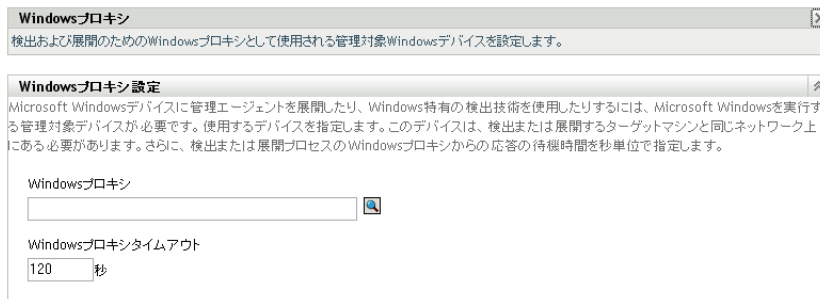 Windowsプロキシ
検出および展開のためのWindowsプロキシとして使用される管理対象Windowsデバイスを設定します。
Windowsプロキシ設定
Microsoft Windowsデバイスに管理エージェントを展開したり、Windows特有の検出技術を使用したりするには、Microsoft Windowsを実行す
る管理対象デバイスが必要です。使用するデバイスを指定します。このデバイスは、検出または展開するターゲットマシンと同じネットワーク上
にある必要があります。さらに、検出または展開プロセスのWindowsプロキシからの応答の待機時間を秒単位で指定します。
Windowsプロキシ
Windowsプロキシタイムアウト
120 秒